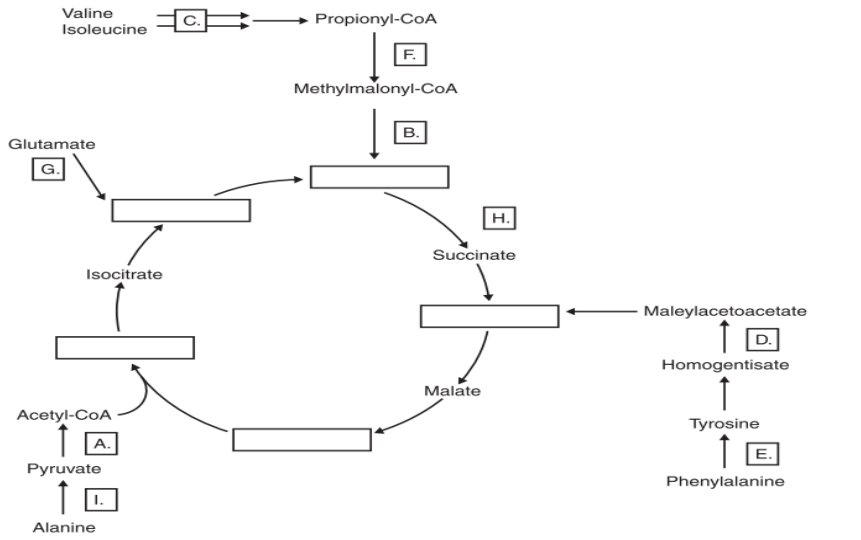 Valine
Isoleucine
C.
Propionyl-CoA
F.
Methylmalonyl-CoA
B.
Glutamate
G.
H.
Succinate
Isocitrate
Maleylacetoacetate
D.
Homogentisate
Malate
Acetyl-CoA
A.
Tyrosine
Pyruvate
E.
Phenylalanine
I.
Alanine